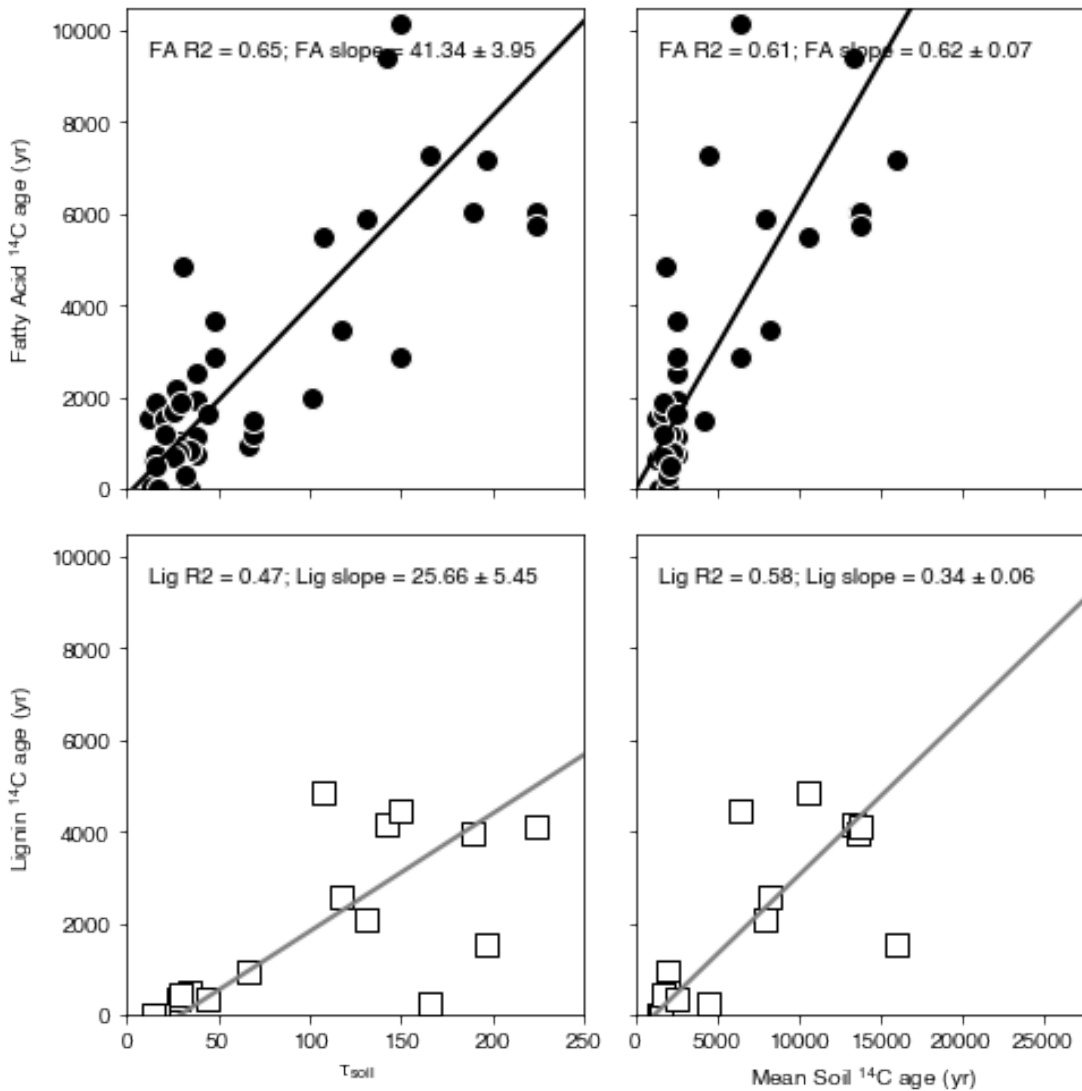 FA R2 = 0.65; FA slope = 41.34 ± 3.95
FA R2 = 0.61; FA slope = 0.62 ± 0.07
Fatty Acid ¹⁴C age (yr)
10000
8000
6000
4000
2000
0
Lig R2 = 0.47; Lig slope = 25.66 ± 5.45
Lig R2 = 0.58; Lig slope = 0.34 ± 0.06
Lignin ¹⁴C age (yr)
10000
8000
6000
4000
2000
0
0 50 100 150 200 250
0 5000 10000 15000 20000 25000
τsoil
Mean Soil ¹⁴C age (yr)